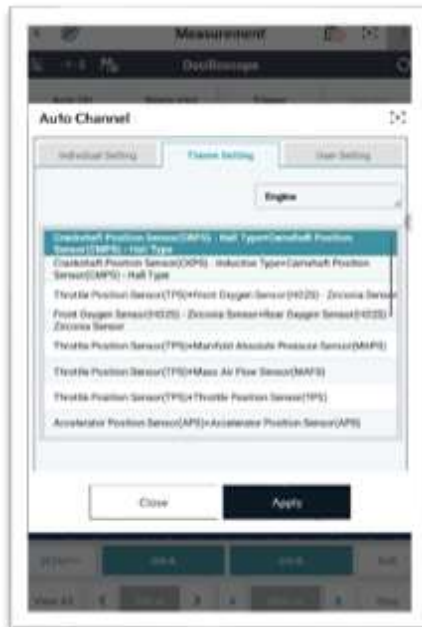 Measurement
Oscilloscope
Auto Channel
Individual Setting
Theme Setting
User Setting
Engine
Crankshaft Position Sensor(CKPS) - Hall Type+Camshaft Position
Sensor(CMPS) - Hall Type
Crankshaft Position Sensor(CKPS) - Inductive Type+Camshaft Position
Sensor(CMPS) - Hall Type
Throttle Position Sensor(TPS)+Front Oxygen Sensor(HO2S) - Zirconia Sensor
Front Oxygen Sensor(HO2S) - Zirconia Sensor+Rear Oxygen Sensor(HO2S) -
Zirconia Sensor
Throttle Position Sensor(TPS)+Manifold Absolute Pressure Sensor(MAPS)
Throttle Position Sensor(TPS)+Mass Air Flow Sensor(MAFS)
Throttle Position Sensor(TPS)+Throttle Position Sensor(TPS)
Accelerator Position Sensor(APS)+Accelerator Position Sensor(APS)
Close
Apply
View All